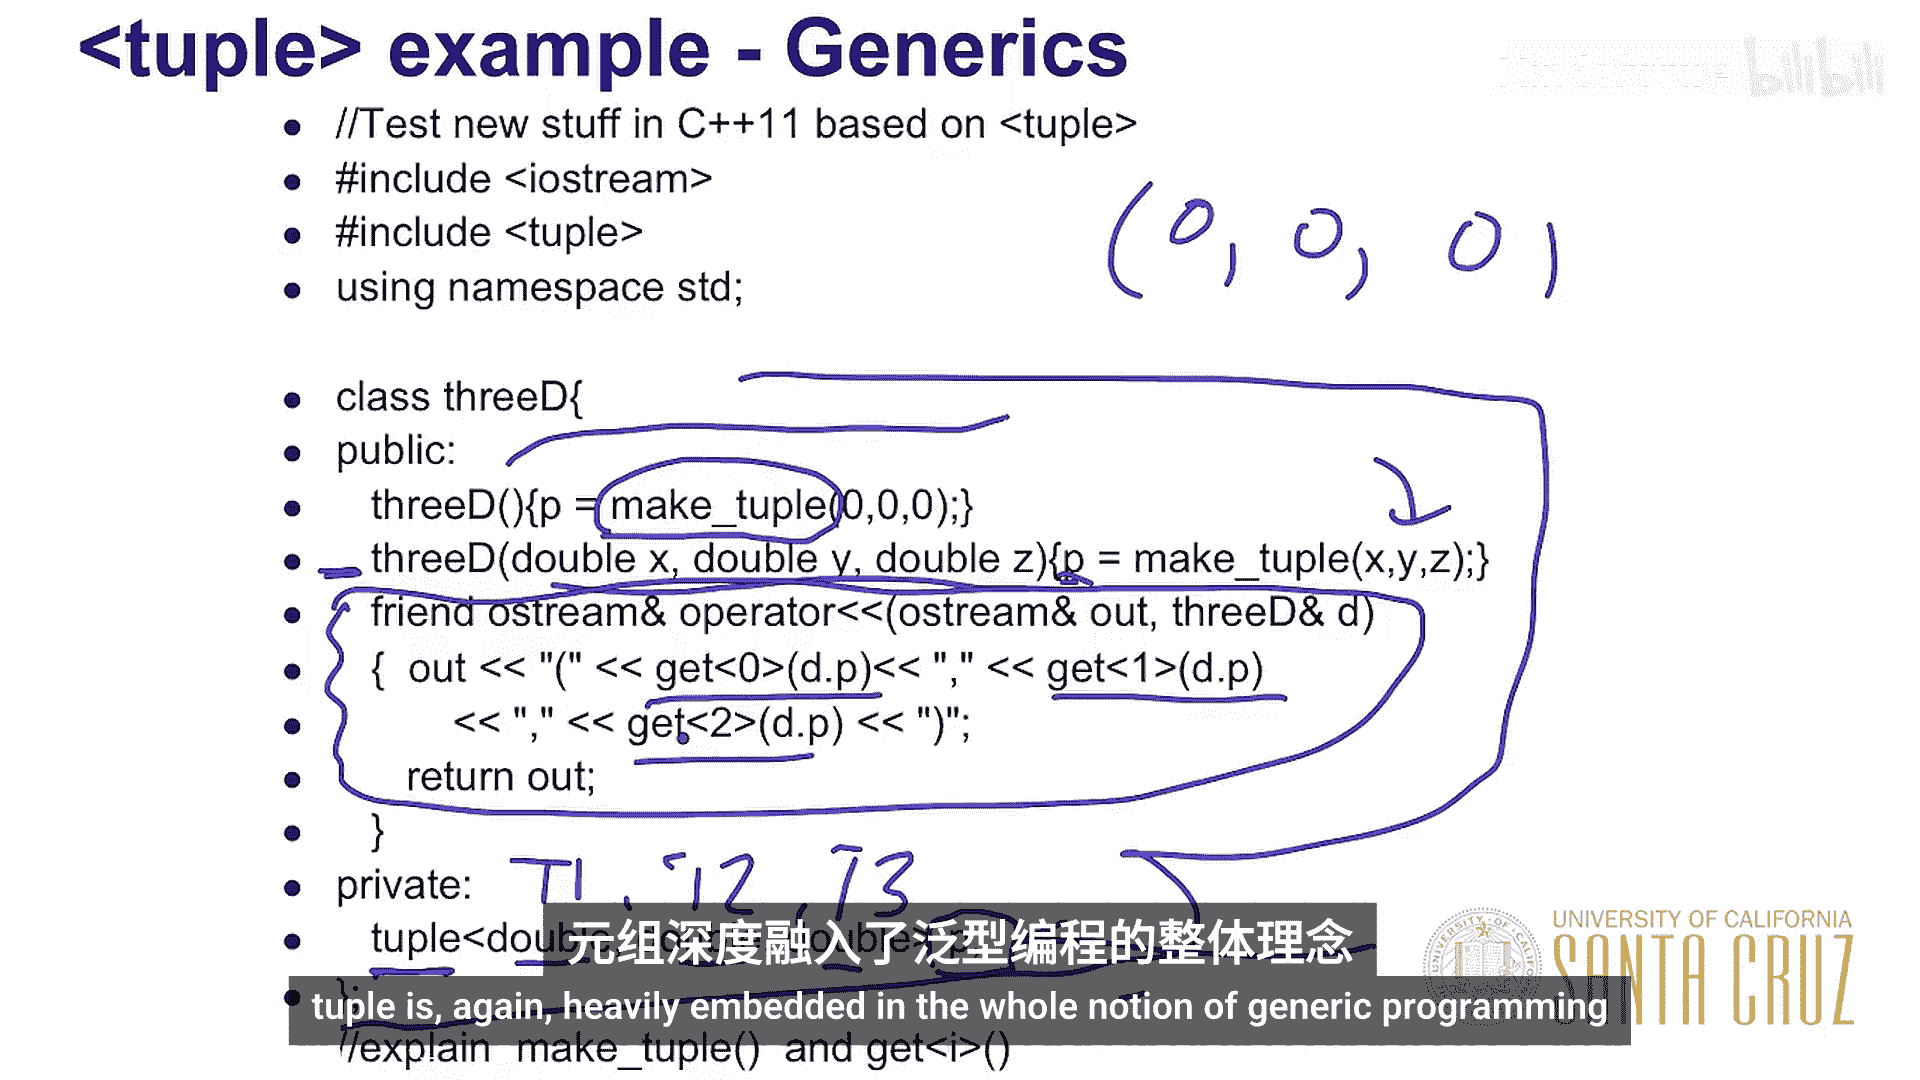 <tuple> example - Generics
bilibili
• //Test new stuff in C++11 based on <tuple>
• #include <iostream>
• #include <tuple>
• using namespace std;
(0, 0, 0)
• class threeD{
• public:
• threeD(){p = make_tuple(0,0,0);}
• threeD(double x, double y, double z){p = make_tuple(x,y,z);}
• friend ostream& operator<<(ostream& out, threeD& d)
• { out << "(" << get<0>(d.p)<< "," << get<1>(d.p)
• << "," << get<2>(d.p) << ")";
• return out;
• }
• private:
T1, T2, T3
• tuple<double
元组深度融入了泛型编程的整体理念
• };
tuple is, again, heavily embedded in the whole notion of generic programming
//explain make_tuple() and get<i>()
UNIVERSITY OF CALIFORNIA
SANTA CRUZ